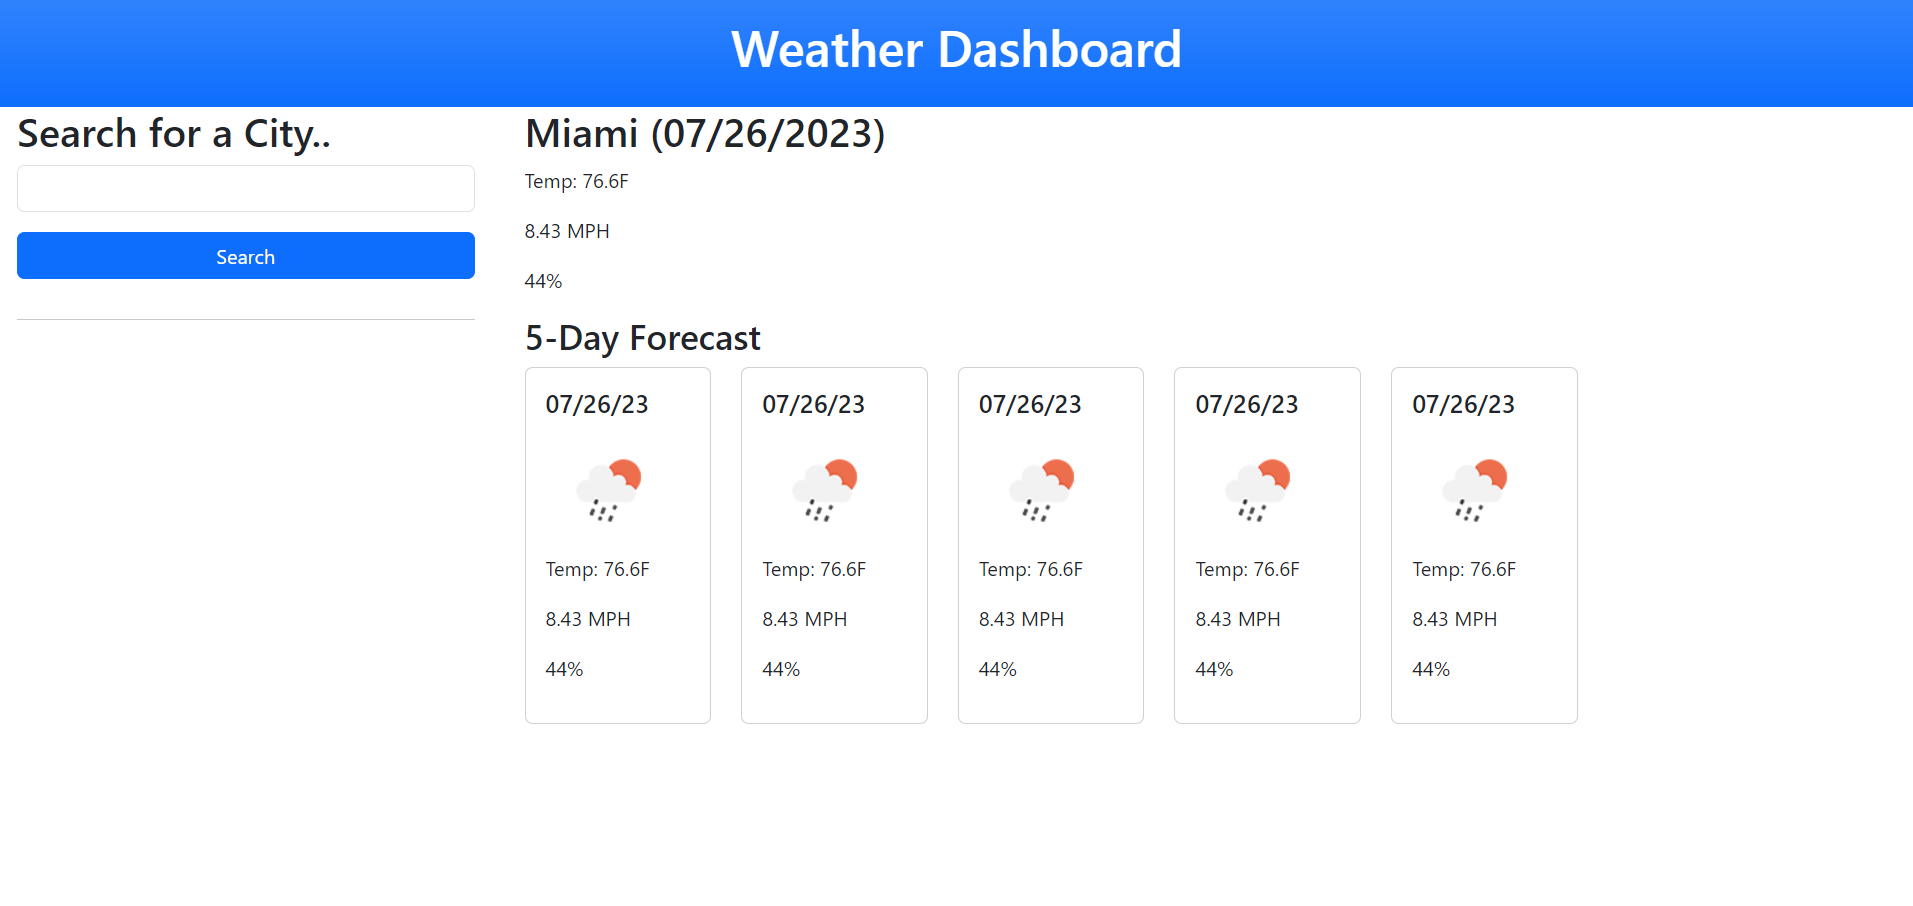 Weather Dashboard
Search for a City..
Search
Miami (07/26/2023)
Temp: 76.6F
8.43 MPH
44%
5-Day Forecast
07/26/23
Temp: 76.6F
8.43 MPH
44%
07/26/23
Temp: 76.6F
8.43 MPH
44%
07/26/23
Temp: 76.6F
8.43 MPH
44%
07/26/23
Temp: 76.6F
8.43 MPH
44%
07/26/23
Temp: 76.6F
8.43 MPH
44%